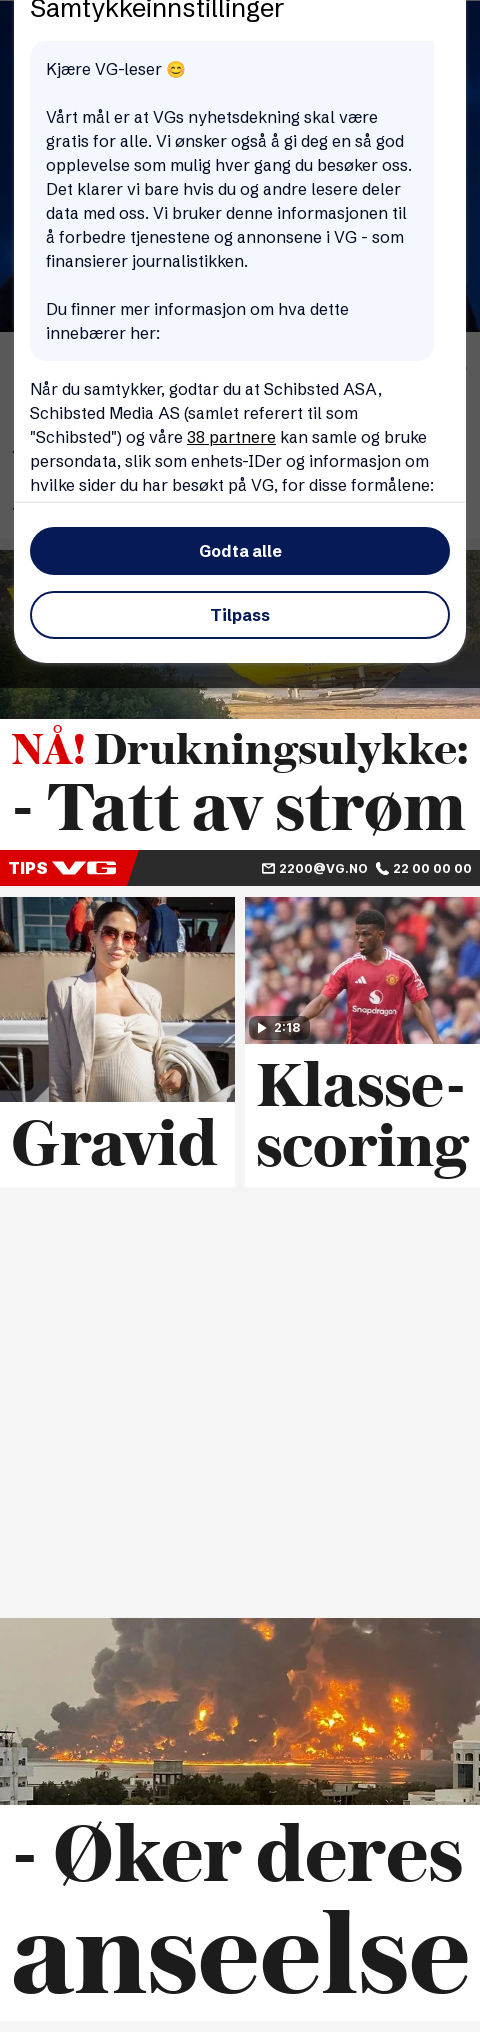 Samtykkeinnstillinger
Kjære VG-leser 😊
Vårt mål er at VGs nyhetsdekning skal være
gratis for alle. Vi ønsker også å gi deg en så god
opplevelse som mulig hver gang du besøker oss.
Det klarer vi bare hvis du og andre lesere deler
data med oss. Vi bruker denne informasjonen til
å forbedre tjenestene og annonsene i VG - som
finansierer journalistikken.
Du finner mer informasjon om hva dette
innebærer her:
Når du samtykker, godtar du at Schibsted ASA,
Schibsted Media AS (samlet referert til som
"Schibsted") og våre 38 partnere kan samle og bruke
persondata, slik som enhets-IDer og informasjon om
hvilke sider du har besøkt på VG, for disse formålene:
Godta alle
Tilpass
NÅ! Drukningsulykke:
- Tatt av strøm
TIPS VG 2200@VG.NO 22 00 00 00
Snapdragon
2:18
Gravid
Klasse-
scoring
- Øker deres
anseelse